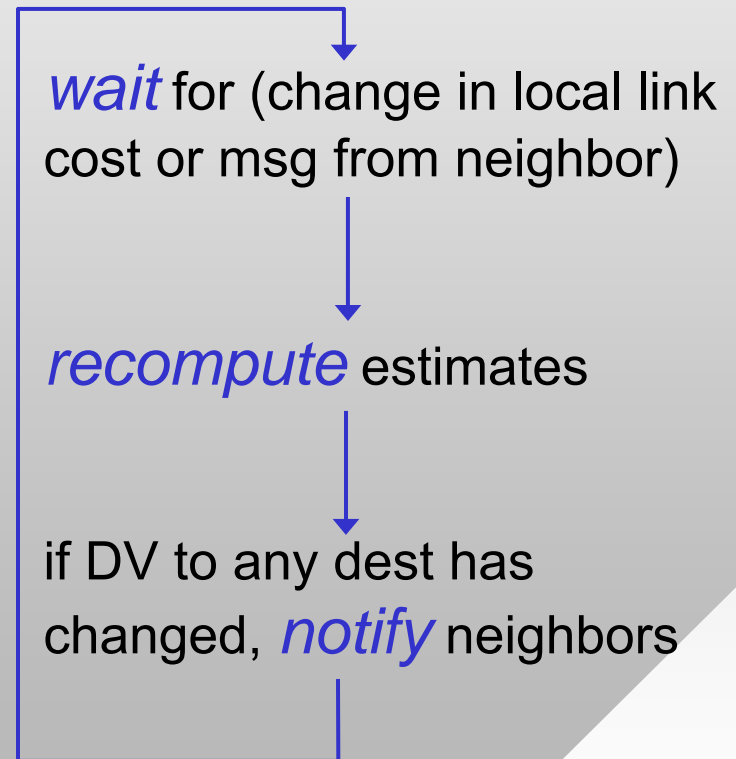 wait for (change in local link
cost or msg from neighbor)
recompute estimates
if DV to any dest has
changed, notify neighbors